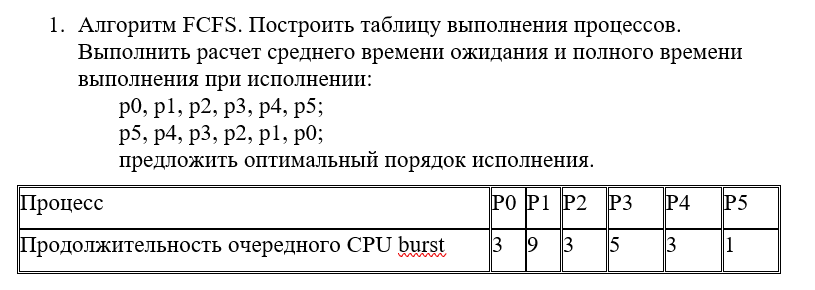 1. Алгоритм FCFS. Построить таблицу выполнения процессов.
Выполнить расчет среднего времени ожидания и полного времени
выполнения при исполнении:
p0, p1, p2, p3, p4, p5;
p5, p4, p3, p2, p1, p0;
предложить оптимальный порядок исполнения.
Процесс P0 P1 P2 P3 P4 P5
Продолжительность очередного CPU burst 3 9 3 5 3 1